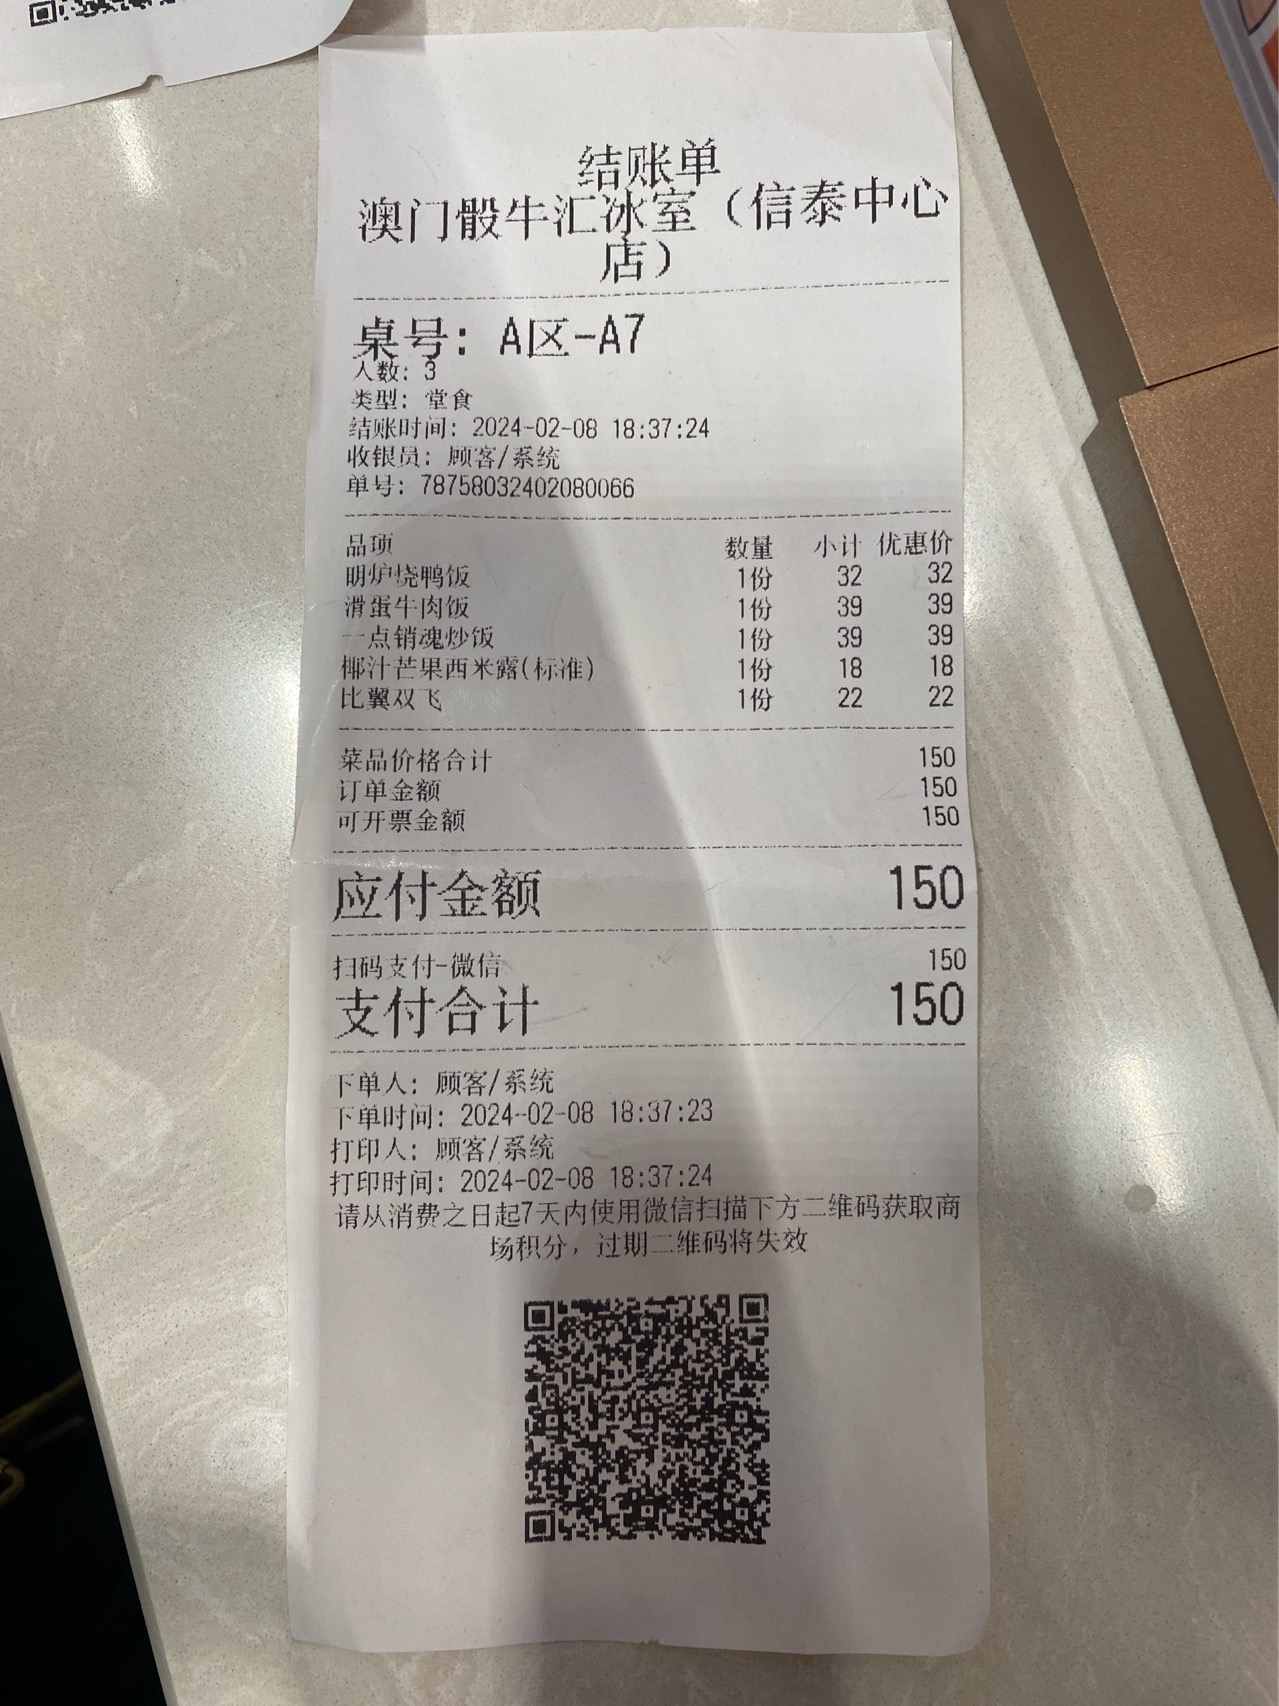 结账单
澳门骰牛汇冰室（信泰中心
店）
桌号: A区-A7
人数: 3
类型: 堂食
结账时间: 2024-02-08 18:37:24
收银员: 顾客/系统
单号: 787580032402080066
品项 数量 小计 优惠价
明炉烧鸭饭 1份 32 32
滑蛋牛肉饭 1份 39 39
一点销魂炒饭 1份 39 39
椰汁芒果西米露(标准) 1份 18 18
比翼双飞 1份 22 22
菜品价格合计 150
订单金额 150
可开票金额 150
应付金额 150
扫码支付-微信 150
支付合计 150
下单人: 顾客/系统
下单时间: 2024-02-08 18:37:23
打印人: 顾客/系统
打印时间: 2024-02-08 18:37:24
请从消费之日起7天内使用微信扫描下方二维码获取商
场积分，过期二维码将失效